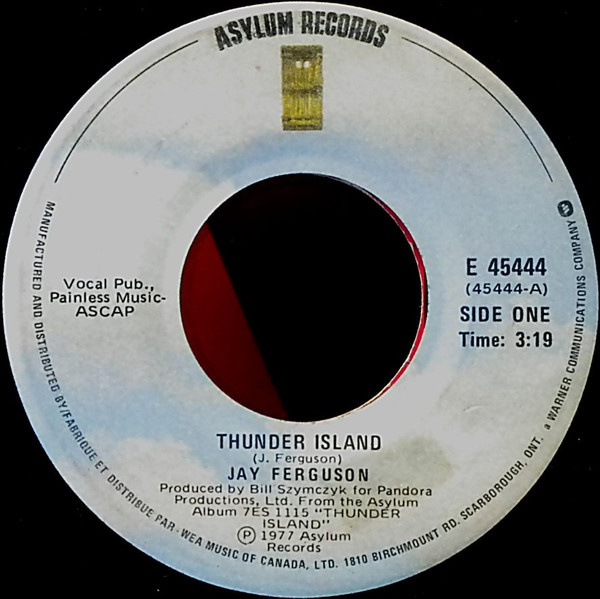 ASYLUM RECORDS
Vocal Pub.,
Painless Music-
ASCAP
E 45444
(45444-A)
SIDE ONE
Time: 3:19
THUNDER ISLAND
(J. Ferguson)
JAY FERGUSON
Produced by Bill Szymczyk for Pandora
Productions, Ltd. From the Asylum
Album 7ES 1115 "THUNDER
ISLAND"
Ⓟ 1977 Asylum
Records
MANUFACTURED AND DISTRIBUTED BY/FABRIQUE ET DISTRIBUE PAR-WEA MUSIC OF CANADA, LTD. 1810 BIRCHMOUNT RD. SCARBOROUGH, ONT. a WARNER COMMUNICATIONS COMPANY